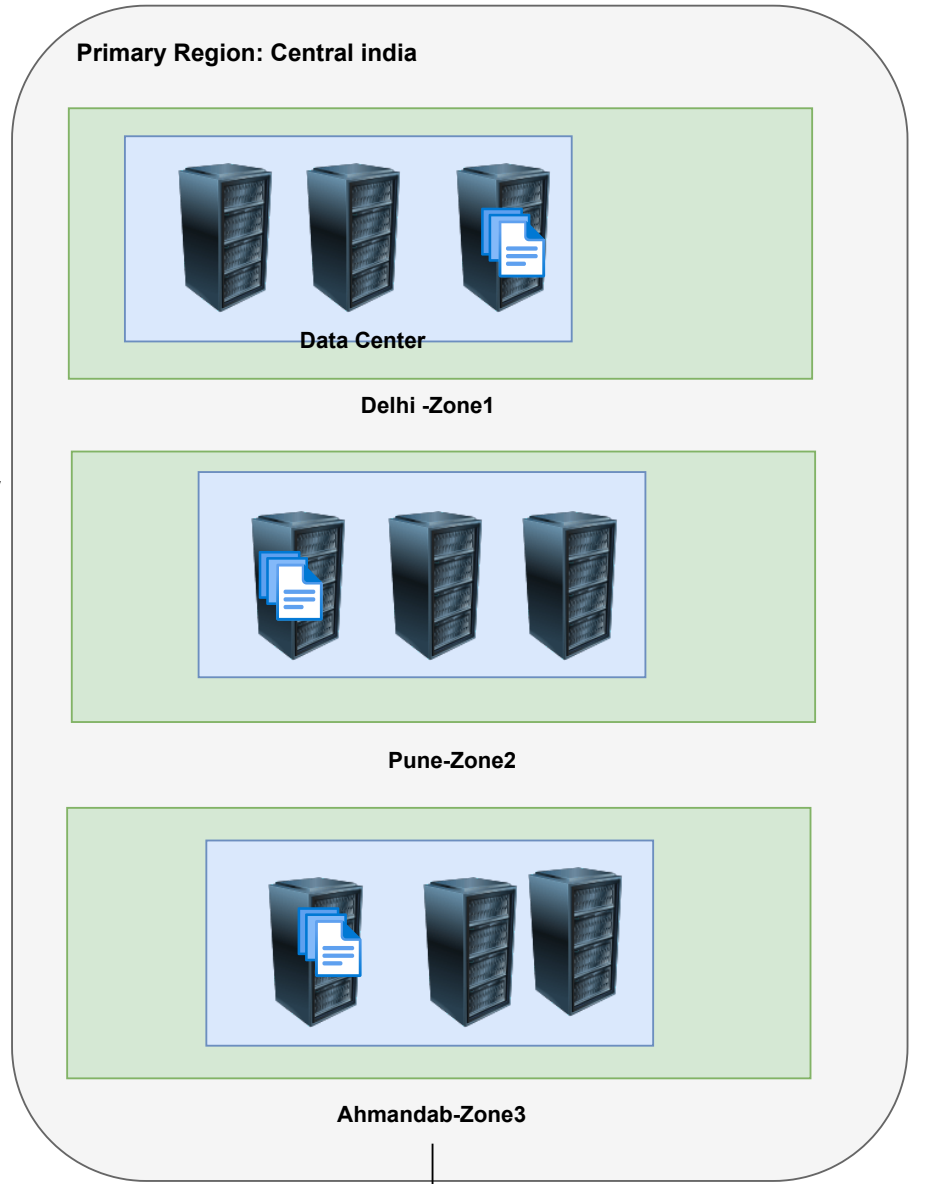 Primary Region: Central india
Data Center
Delhi -Zone1
Pune-Zone2
Ahmandab-Zone3